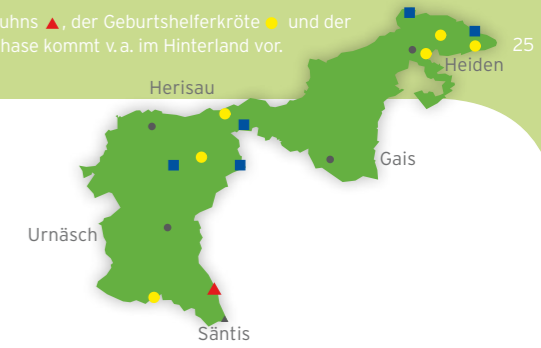 uhns ▲, der Geburtshelferkröte ● und der
hase kommt v. a. im Hinterland vor.
25
Heiden
Herisau
Gais
Urnäsch
Säntis